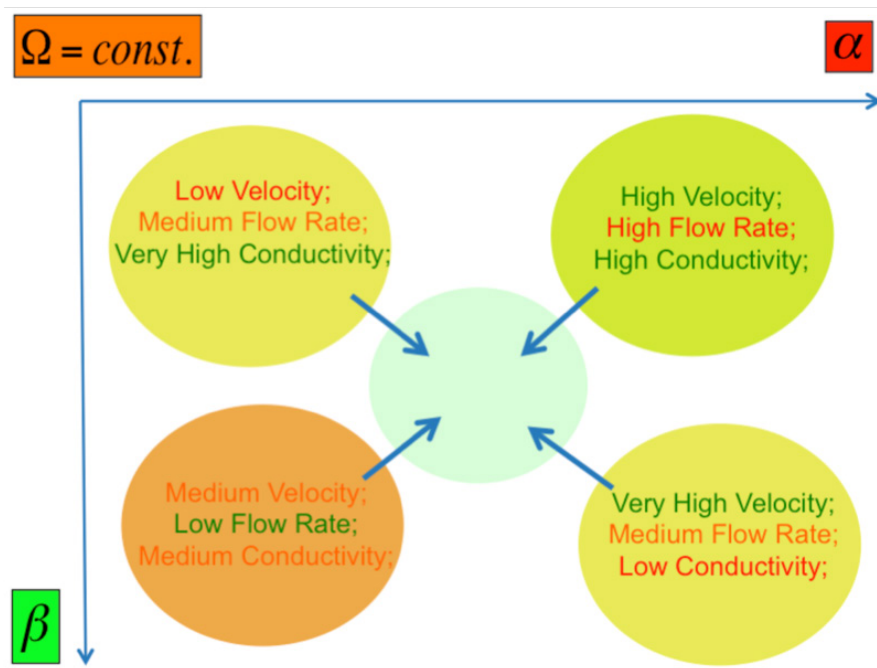 Ω = const.
α
Low Velocity;
Medium Flow Rate;
Very High Conductivity;
High Velocity;
High Flow Rate;
High Conductivity;
Medium Velocity;
Low Flow Rate;
Medium Conductivity;
Very High Velocity;
Medium Flow Rate;
Low Conductivity;
β